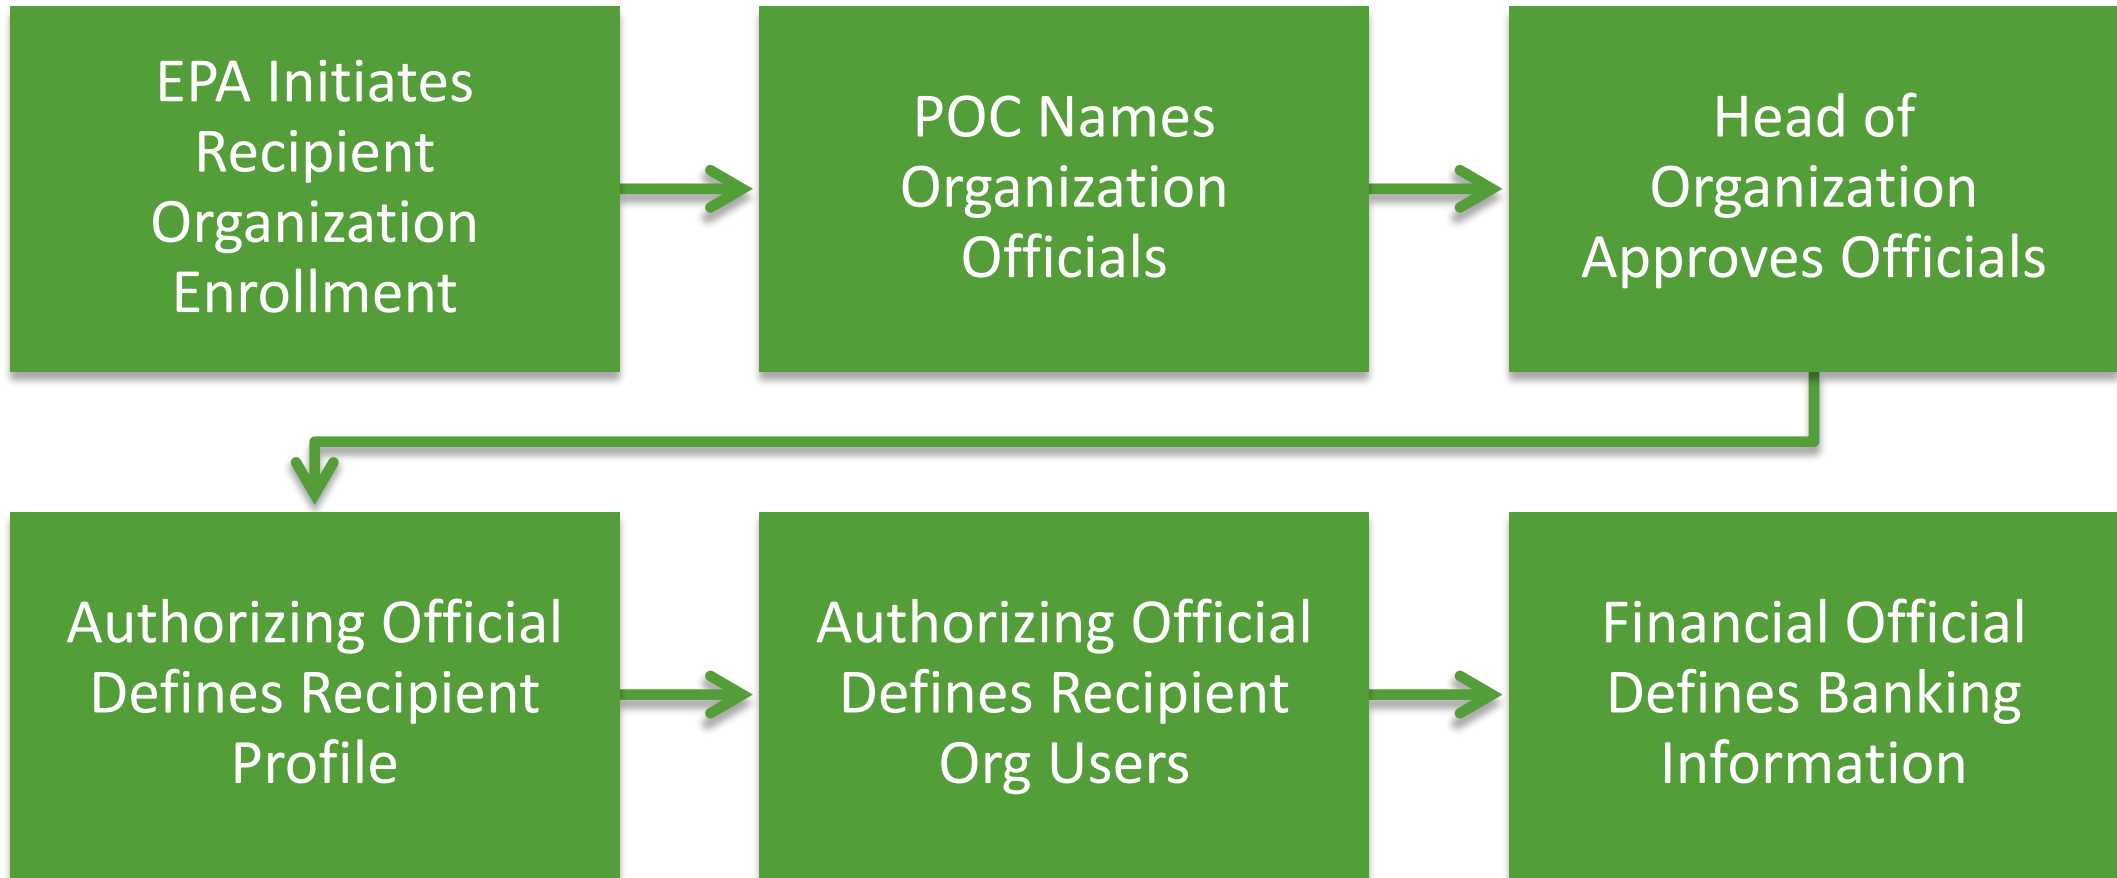 EPA Initiates
Recipient
Organization
Enrollment
POC Names
Organization
Officials
Head of
Organization
Approves Officials
Authorizing Official
Defines Recipient
Profile
Authorizing Official
Defines Recipient
Org Users
Financial Official
Defines Banking
Information